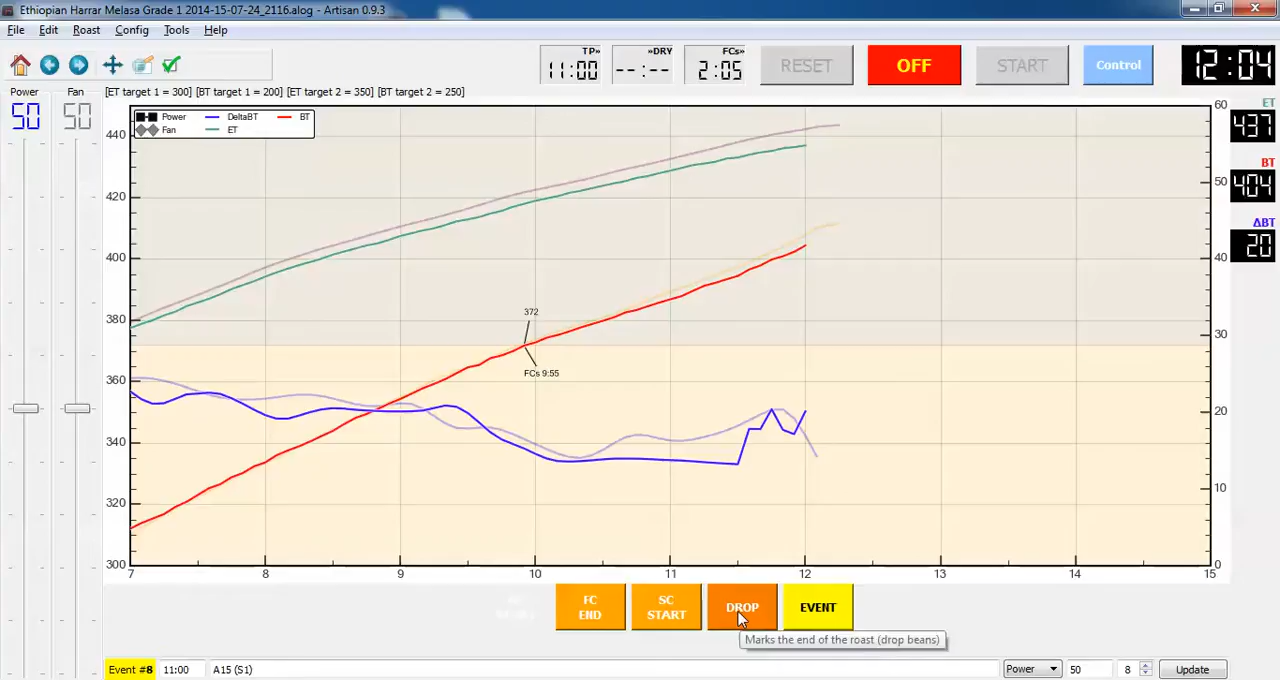 Ethiopian Harrar Melasa Grade 1 2014-15-07-24_2116.alog - Artisan 0.9.3
File Edit Roast Config Tools Help
TP» »DRY FCs»
11:00 --:-- 2:05
RESET OFF START Control 12:04
Power Fan
50 50
[ET target 1 = 300] [BT target 1 = 200] [ET target 2 = 350] [BT target 2 = 250]
Power DeltaBT BT
Fan ET
ET
437
BT
404
ΔBT
20
440
420
400
380
360
340
320
300
60
50
40
30
20
10
0
372
FCs 9:55
7 8 9 10 11 12 13 14 15
FC END
SC START
DROP
EVENT
Marks the end of the roast (drop beans)
Event #8 11:00 A15 (S1) Power 50 8 Update